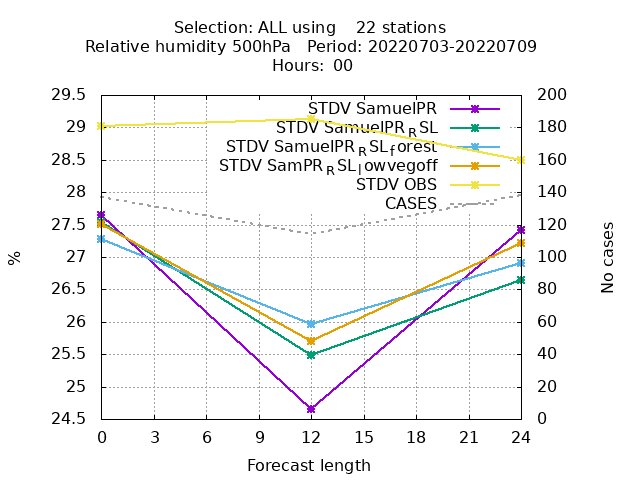 Selection: ALL using 22 stations
Relative humidity 500hPa Period: 20220703-20220709
Hours: 00
STDV SamuelPR
STDV SamuelPR_RSL
STDV SamuelPR_RSL_forest
STDV SamPR_RSL_lowvegoff
STDV OBS
CASES
29.5
29
28.5
28
27.5
27
26.5
26
25.5
25
24.5
%
200
180
160
140
120
100
80
60
40
20
0
No cases
0 3 6 9 12 15 18 21 24
Forecast length